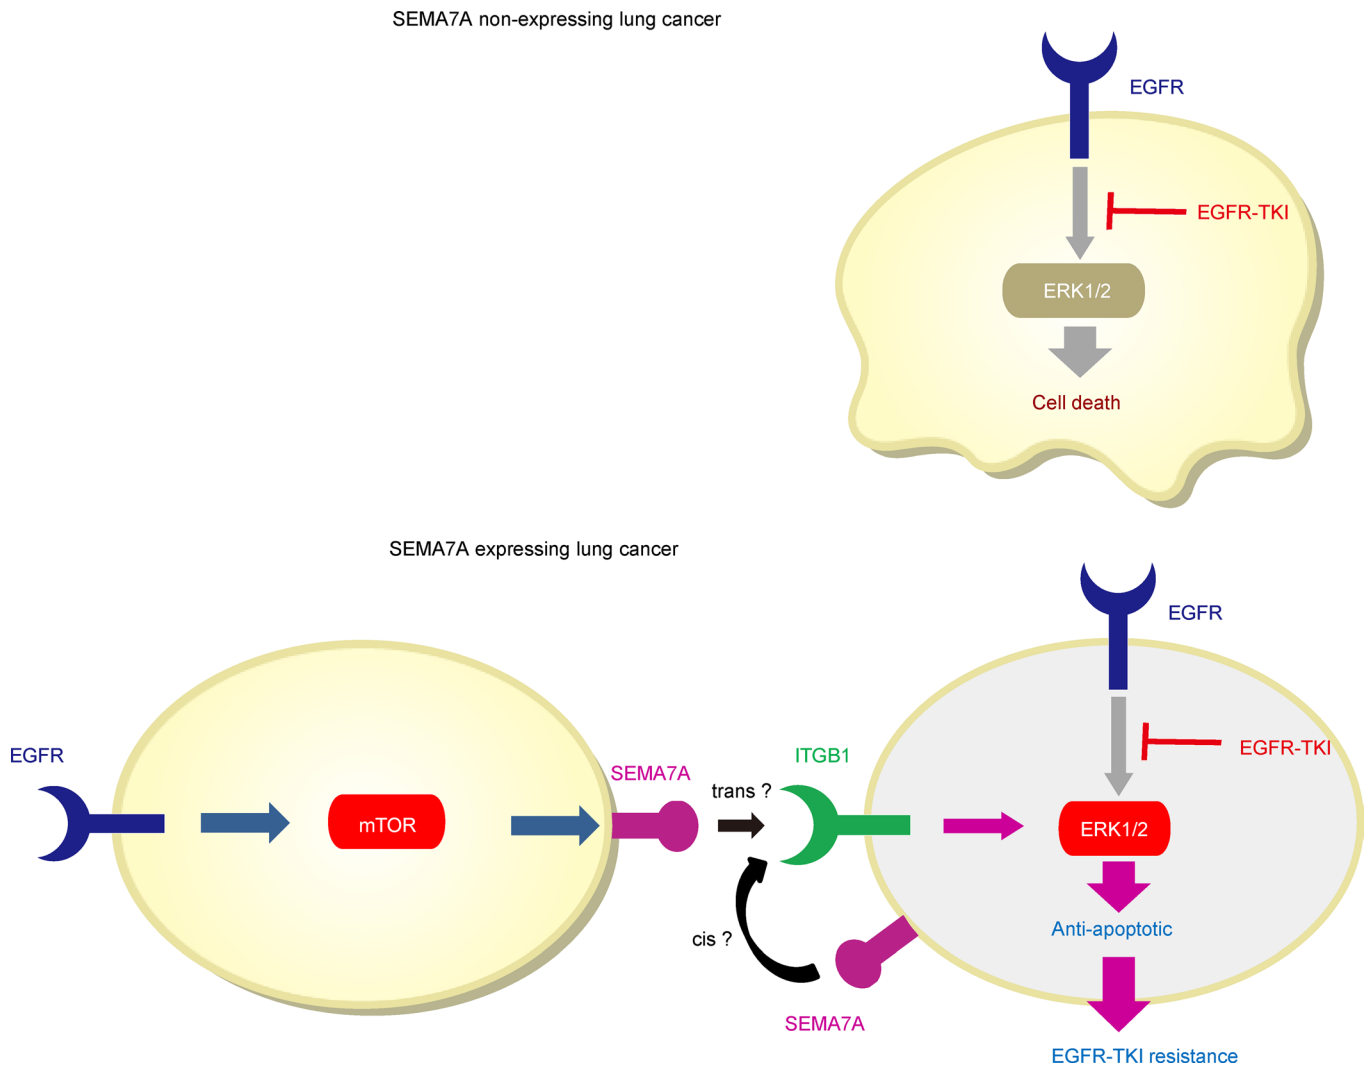 SEMA7A non-expressing lung cancer
EGFR
EGFR-TKI
ERK1/2
Cell death
SEMA7A expressing lung cancer
EGFR
EGFR
mTOR
SEMA7A
trans ?
ITGB1
EGFR-TKI
ERK1/2
cis ?
SEMA7A
Anti-apoptotic
EGFR-TKI resistance